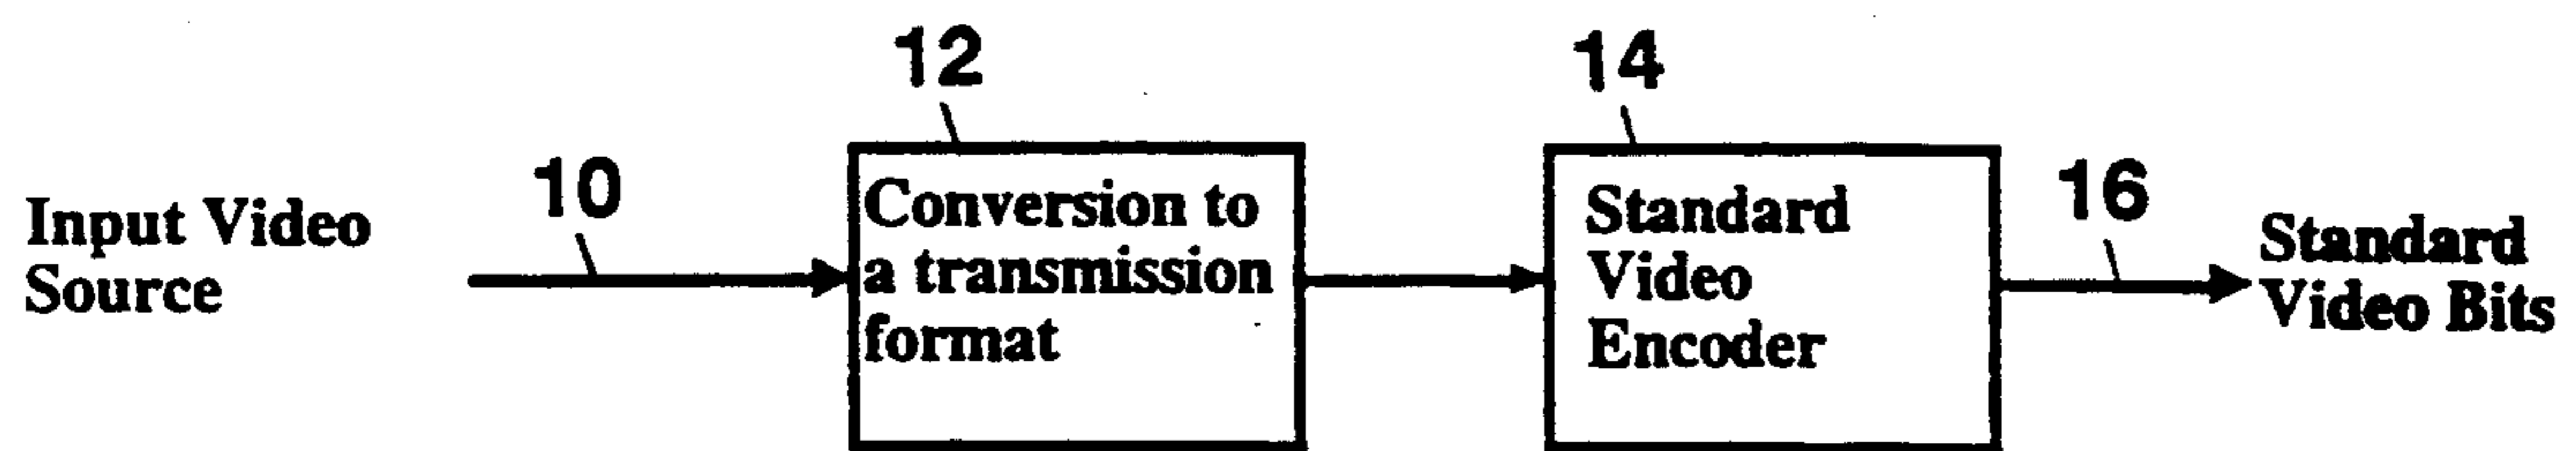 12
14
10
16
Input Video
Source
Conversion to
a transmission
format
Standard
Video
Encoder
Standard
Video Bits